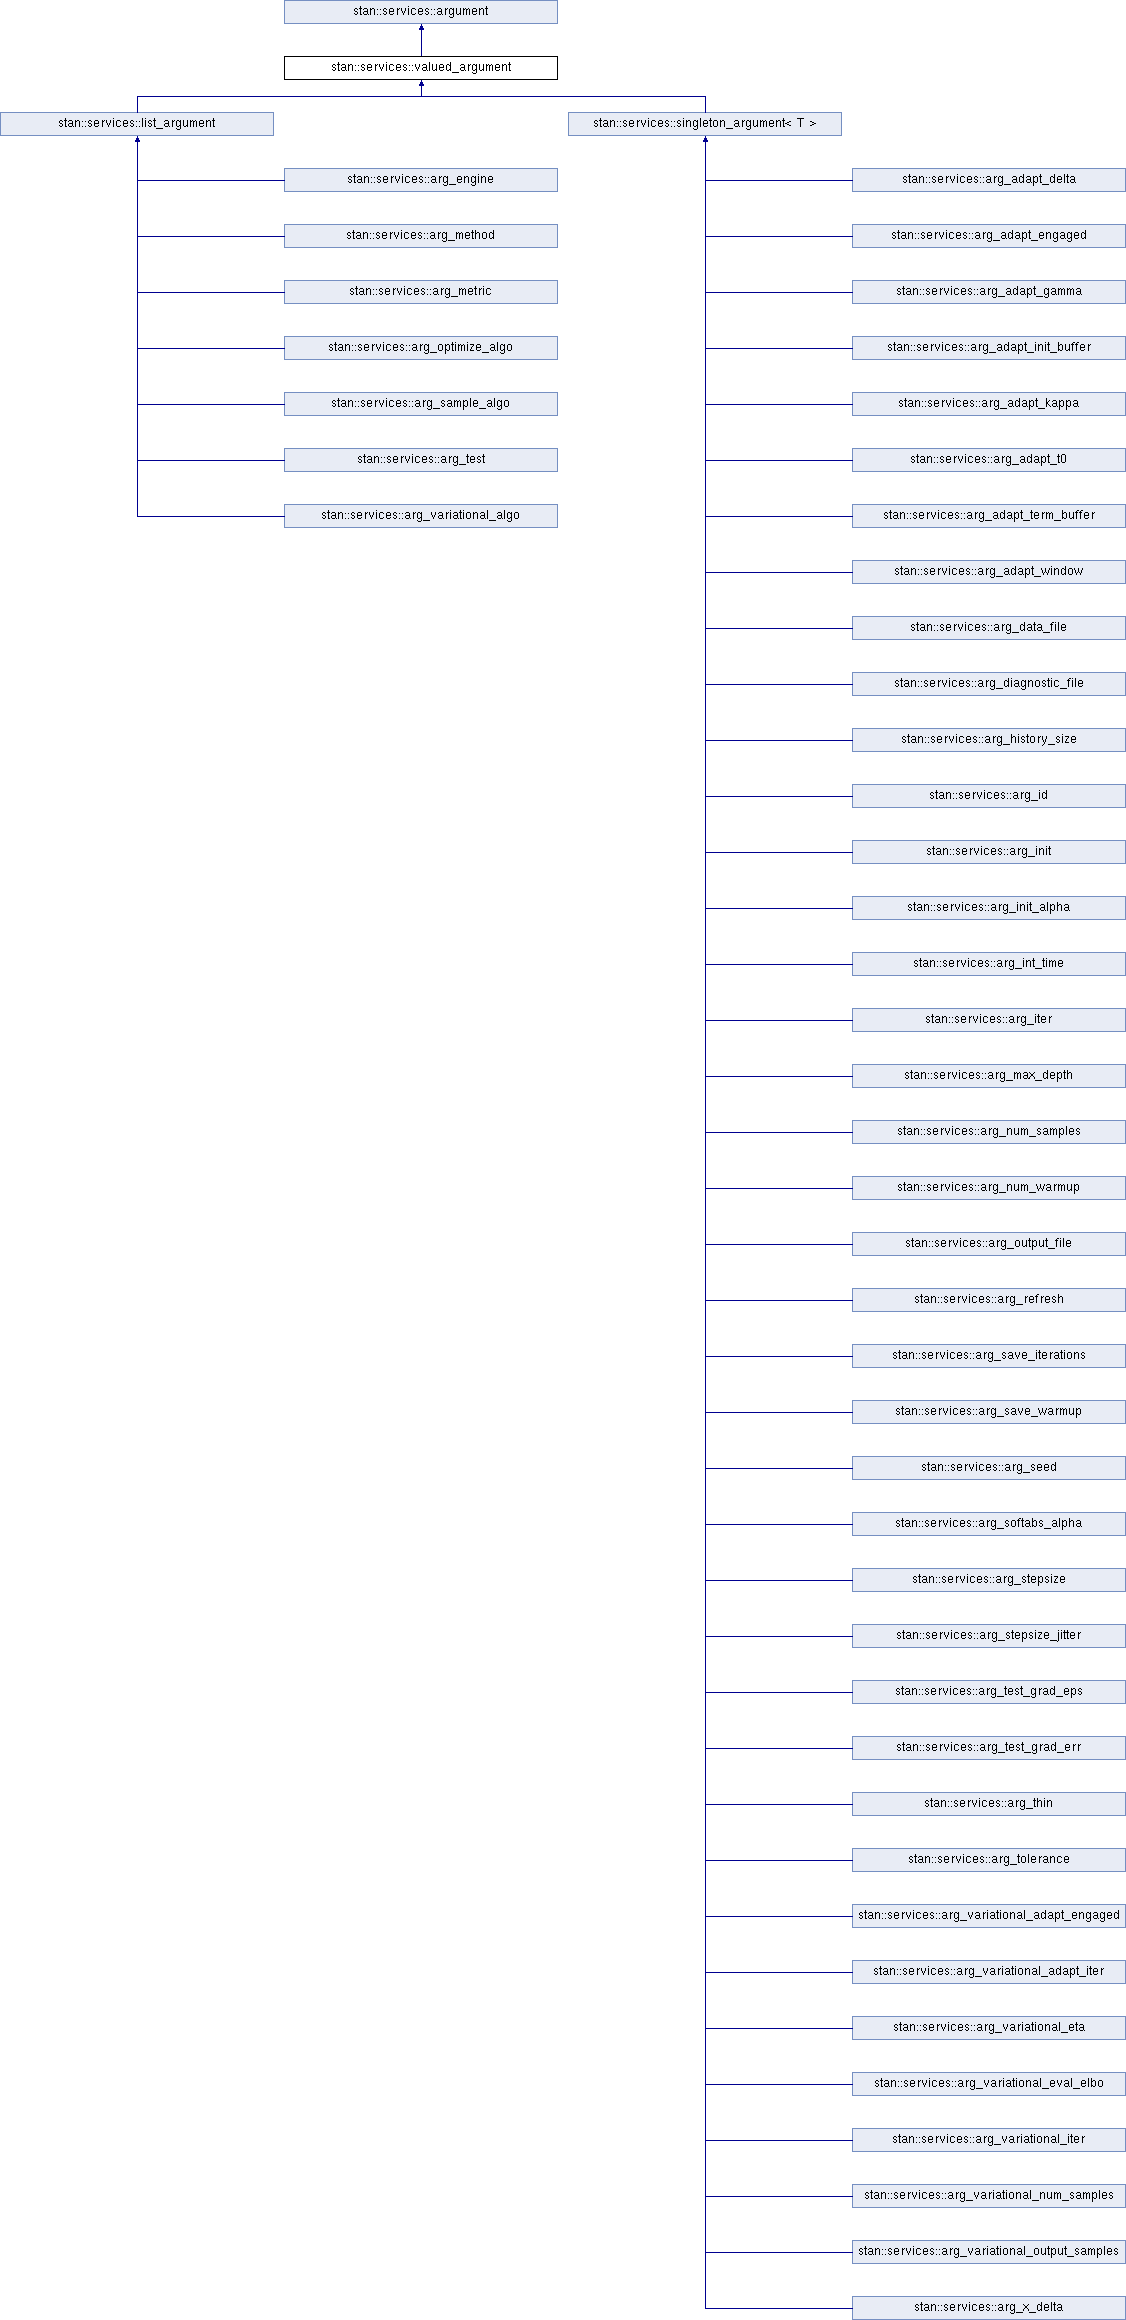 stan::services::argument
stan::services::valued_argument
stan::services::list_argument
stan::services::singleton_argument< T >
stan::services::arg_engine
stan::services::arg_adapt_delta
stan::services::arg_method
stan::services::arg_adapt_engaged
stan::services::arg_metric
stan::services::arg_adapt_gamma
stan::services::arg_optimize_algo
stan::services::arg_adapt_init_buffer
stan::services::arg_sample_algo
stan::services::arg_adapt_kappa
stan::services::arg_test
stan::services::arg_adapt_t0
stan::services::arg_variational_algo
stan::services::arg_adapt_term_buffer
stan::services::arg_adapt_window
stan::services::arg_data_file
stan::services::arg_diagnostic_file
stan::services::arg_history_size
stan::services::arg_id
stan::services::arg_init
stan::services::arg_init_alpha
stan::services::arg_int_time
stan::services::arg_iter
stan::services::arg_max_depth
stan::services::arg_num_samples
stan::services::arg_num_warmup
stan::services::arg_output_file
stan::services::arg_refresh
stan::services::arg_save_iterations
stan::services::arg_save_warmup
stan::services::arg_seed
stan::services::arg_softabs_alpha
stan::services::arg_stepsize
stan::services::arg_stepsize_jitter
stan::services::arg_test_grad_eps
stan::services::arg_test_grad_err
stan::services::arg_thin
stan::services::arg_tolerance
stan::services::arg_variational_adapt_engaged
stan::services::arg_variational_adapt_iter
stan::services::arg_variational_eta
stan::services::arg_variational_eval_elbo
stan::services::arg_variational_iter
stan::services::arg_variational_num_samples
stan::services::arg_variational_output_samples
stan::services::arg_x_delta